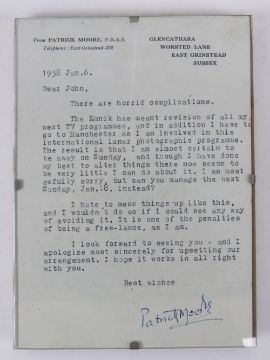 From PATRICK MOORE, F.R.A.S.
Telephone: East Grinstead 322
GLENCATHARA
WORSTED LANE
EAST GRINSTEAD
SUSSEX
1958 Jan.6.
Dear John,
There are horrid complications.
The Lunik has meant revision of all my
next TV programmes, and in addition I have to
go to Manchester as I am involved in this
international lunar photographic programme.
The result is that I am almost certain to
be away on Sunday, and though I have done
my best to alter things there now seems to
be very little I can do about it. I am most
awfully sorry, but can you manage the next
Sunday, Jan.18, instead?
I hate to mess things up like this,
and I wouldn't do so if I could see any way
of avoiding it. It is one of the penalties
of being a free-lance, as I am.
I look forward to seeing you - and I
apologize most sincerely for upsetting our
arrangement. I hope it works in all right
with you.
Best wishes
Patrick Moore